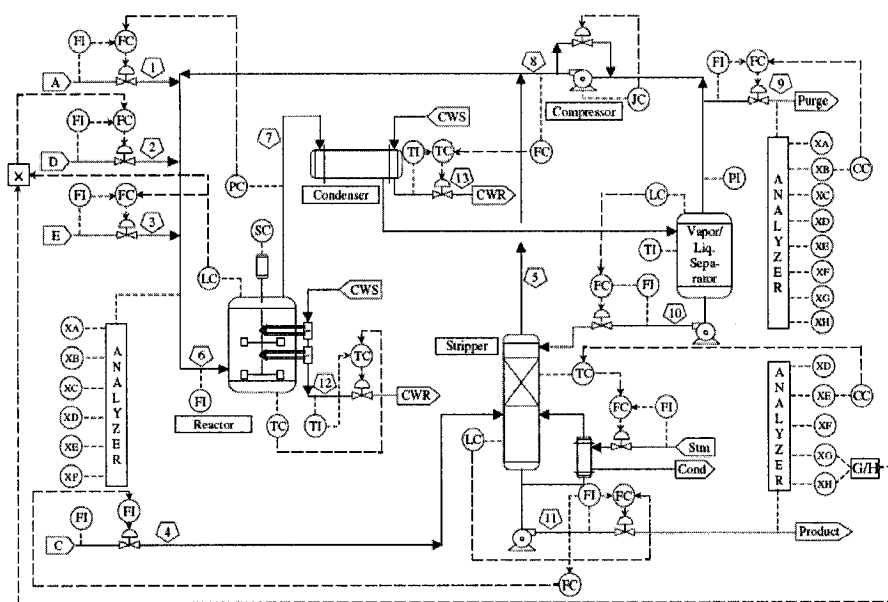 FI
FC
A
1
FI
FC
D
2
X
FI
FC
E
3
7
PC
SC
LC
CWS
TI
TC
FC
13
CWR
Condenser
8
Compressor
JC
FI
FC
9
Purge
ANALYZER
XA
XB
CC
XC
XD
XE
XF
XG
XH
PI
LC
TI
Vapor/
Liq.
Sepa-
rator
FC
FI
10
5
Stripper
CWS
TC
12
CWR
TI
TC
6
FI
Reactor
XA
XB
XC
XD
XE
XF
ANALYZER
TC
FC
FI
Stm
Cond
LC
FI
FC
11
Product
FC
ANALYZER
XD
XE
CC
XF
XG
XH
G/H
FI
FI
C
4